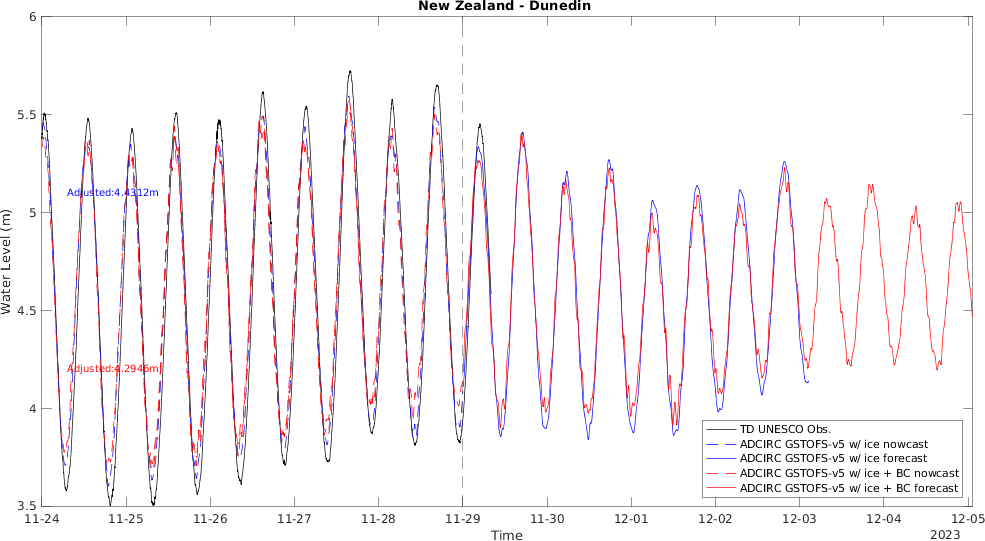 New Zealand - Dunedin
6
5.5
5
4.5
4
3.5
Water Level (m)
Adjusted:4.4312m
Adjusted:4.2946m
TD UNESCO Obs.
ADCIRC GSTOFS-v5 w/ ice nowcast
ADCIRC GSTOFS-v5 w/ ice forecast
ADCIRC GSTOFS-v5 w/ ice + BC nowcast
ADCIRC GSTOFS-v5 w/ ice + BC forecast
11-24 11-25 11-26 11-27 11-28 11-29 11-30 12-01 12-02 12-03 12-04 12-05
Time
2023